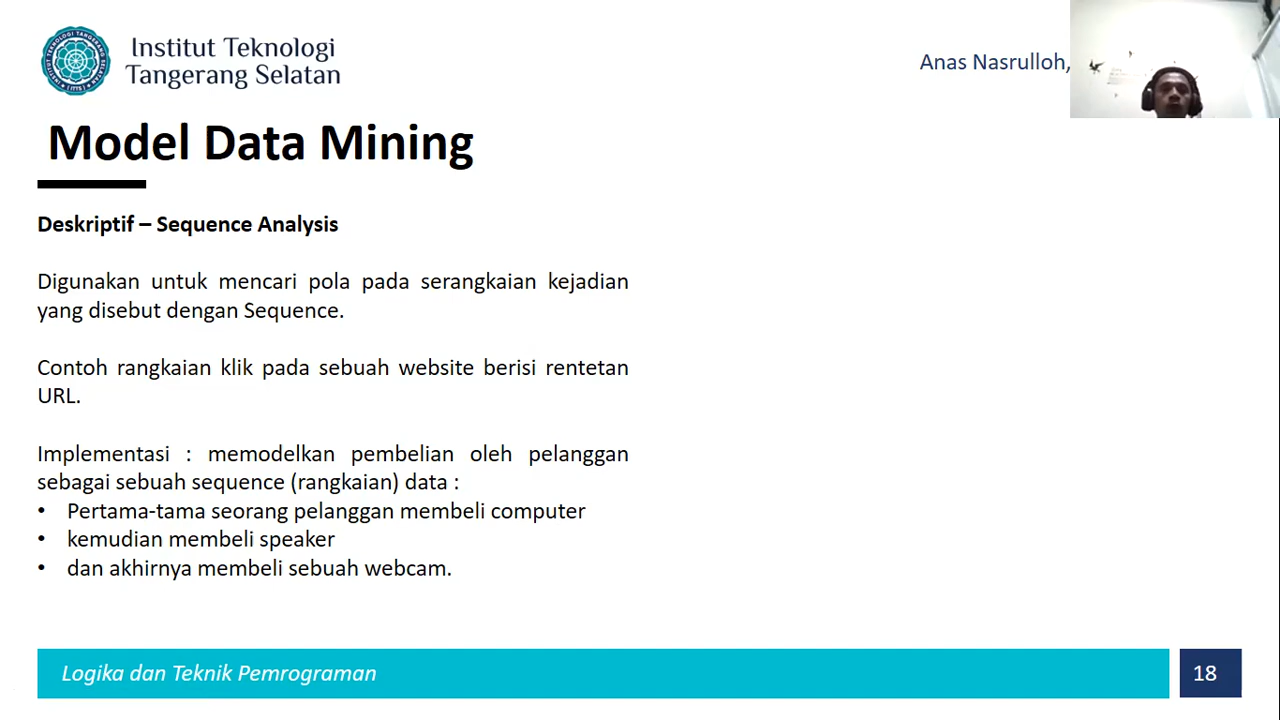 Institut Teknologi
Tangerang Selatan
Anas Nasrulloh,
Model Data Mining
Deskriptif – Sequence Analysis
Digunakan untuk mencari pola pada serangkaian kejadian
yang disebut dengan Sequence.
Contoh rangkaian klik pada sebuah website berisi rentetan
URL.
Implementasi : memodelkan pembelian oleh pelanggan
sebagai sebuah sequence (rangkaian) data :
• Pertama-tama seorang pelanggan membeli computer
• kemudian membeli speaker
• dan akhirnya membeli sebuah webcam.
Logika dan Teknik Pemrograman
18